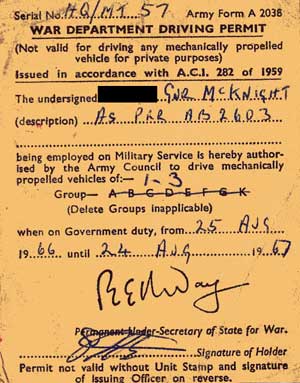 Serial No. HQ/MT 57 Army Form A 2038
WAR DEPARTMENT DRIVING PERMIT
(Not valid for driving any mechanically propelled
vehicle for private purposes)
Issued in accordance with A.C.I. 282 of 1959
The undersigned GNR MCKNIGHT
(description) AS PER AB 2603
being employed on Military Service is hereby author-
ised by the Army Council to drive mechanically
propelled vehicles of:— 1-3
Group— A B C D E F G K
(Delete Groups inapplicable)
when on Government duty, from 25 AUG
1966 until 24 AUG 1967
Permanent Under-Secretary of State for War.
Signature of Holder
Permit not valid without Unit Stamp and signature
of Issuing Officer on reverse.